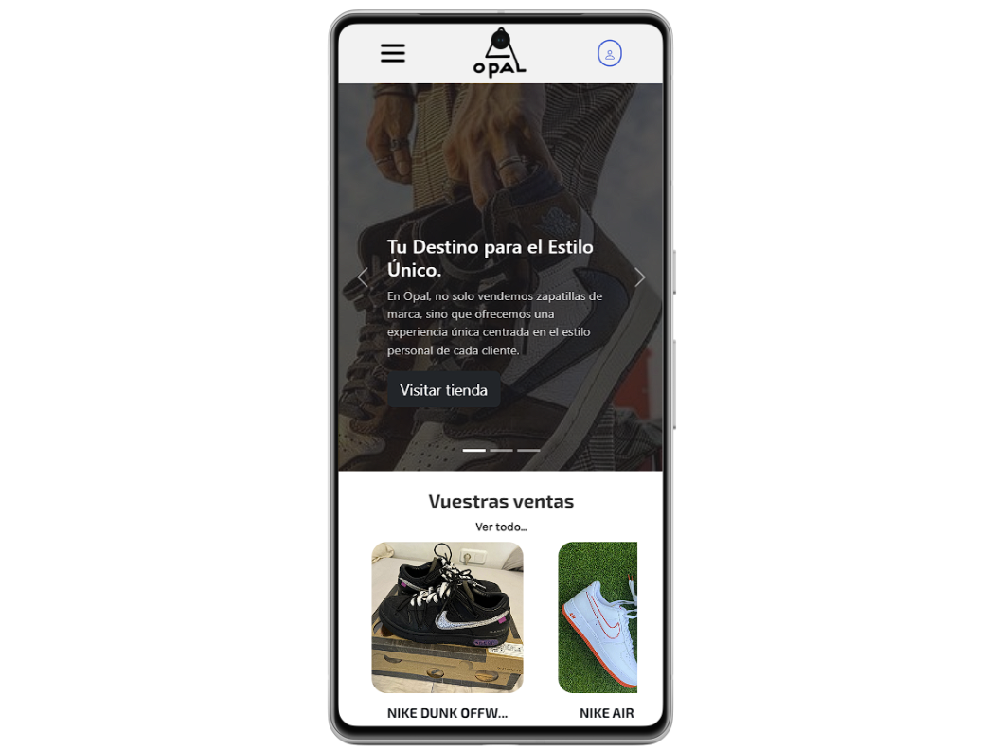 OPAL
Tu Destino para el Estilo
Único.
En Opal, no solo vendemos zapatillas de
marca, sino que ofrecemos una
experiencia única centrada en el estilo
personal de cada cliente.
Visitar tienda
Vuestras ventas
Ver todo...
NIKE DUNK OFFW...
NIKE AIR